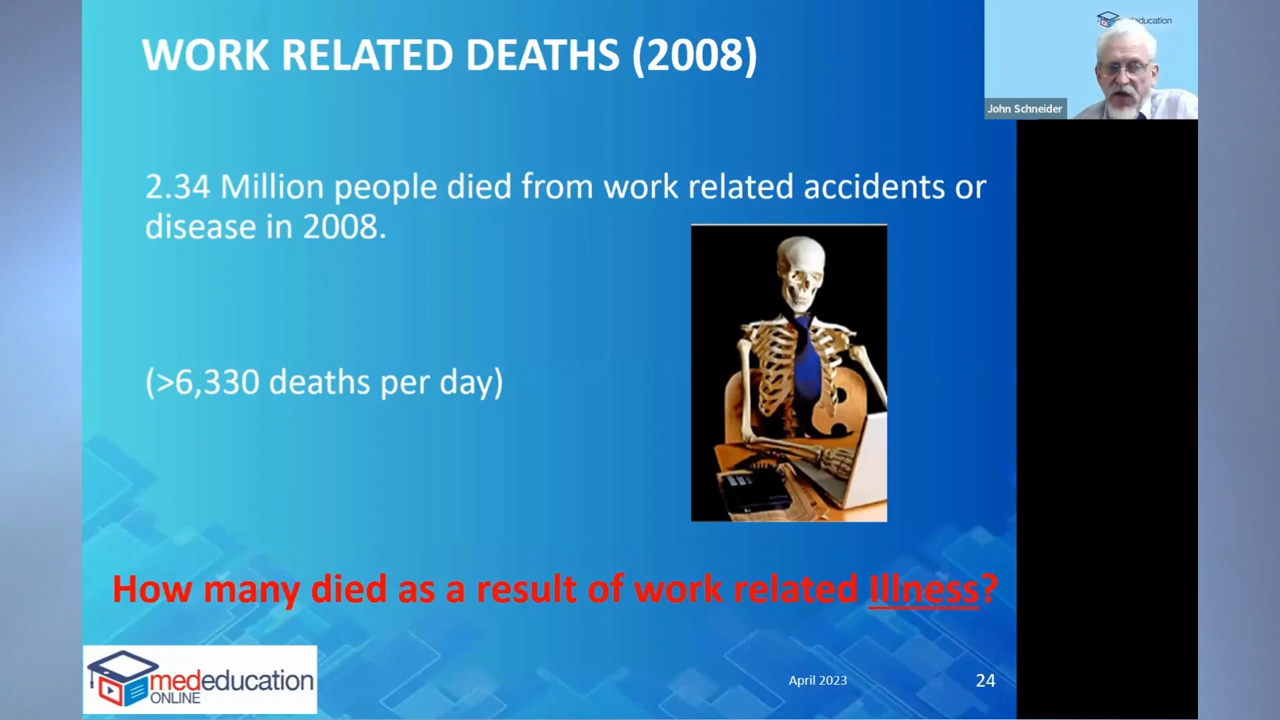 WORK RELATED DEATHS (2008)
mededucation
John Schneider
2.34 Million people died from work related accidents or
disease in 2008.
(>6,330 deaths per day)
How many died as a result of work related Illness?
mededucation
ONLINE
April 2023
24